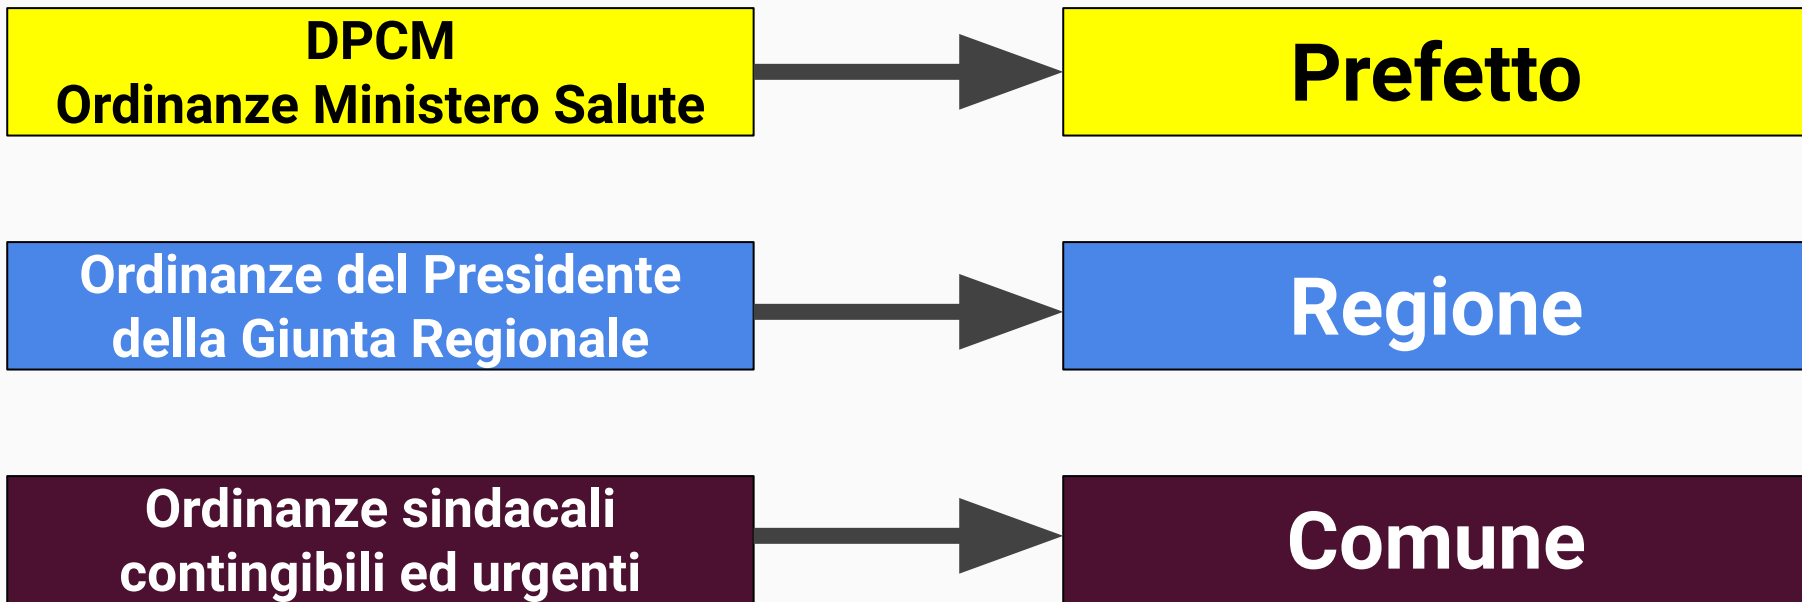 DPCM
Ordinanze Ministero Salute
Prefetto
Ordinanze del Presidente
della Giunta Regionale
Regione
Ordinanze sindacali
contingibili ed urgenti
Comune